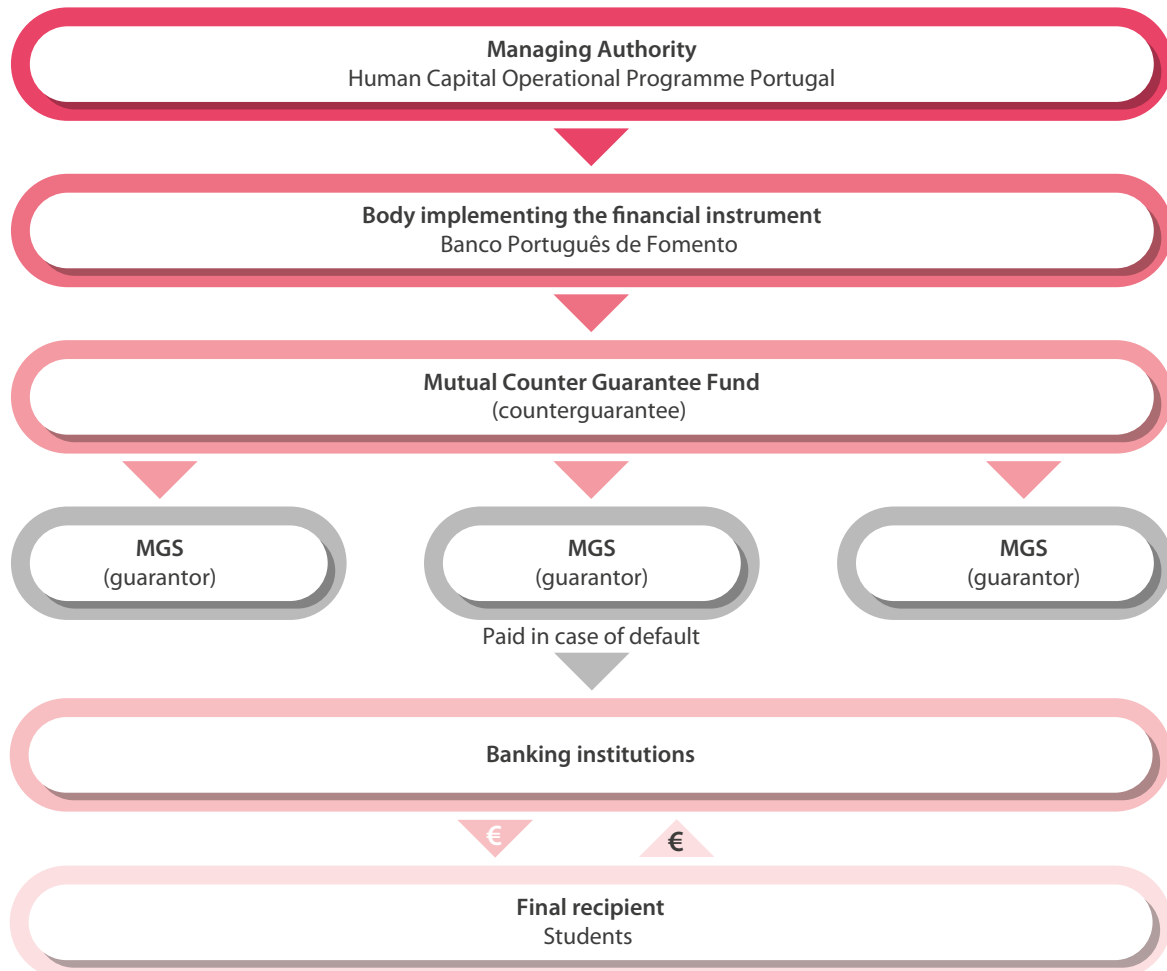 Managing Authority
Human Capital Operational Programme Portugal
Body implementing the financial instrument
Banco Português de Fomento
Mutual Counter Guarantee Fund
(counterguarantee)
MGS
(guarantor)
MGS
(guarantor)
MGS
(guarantor)
Paid in case of default
Banking institutions
€
€
Final recipient
Students